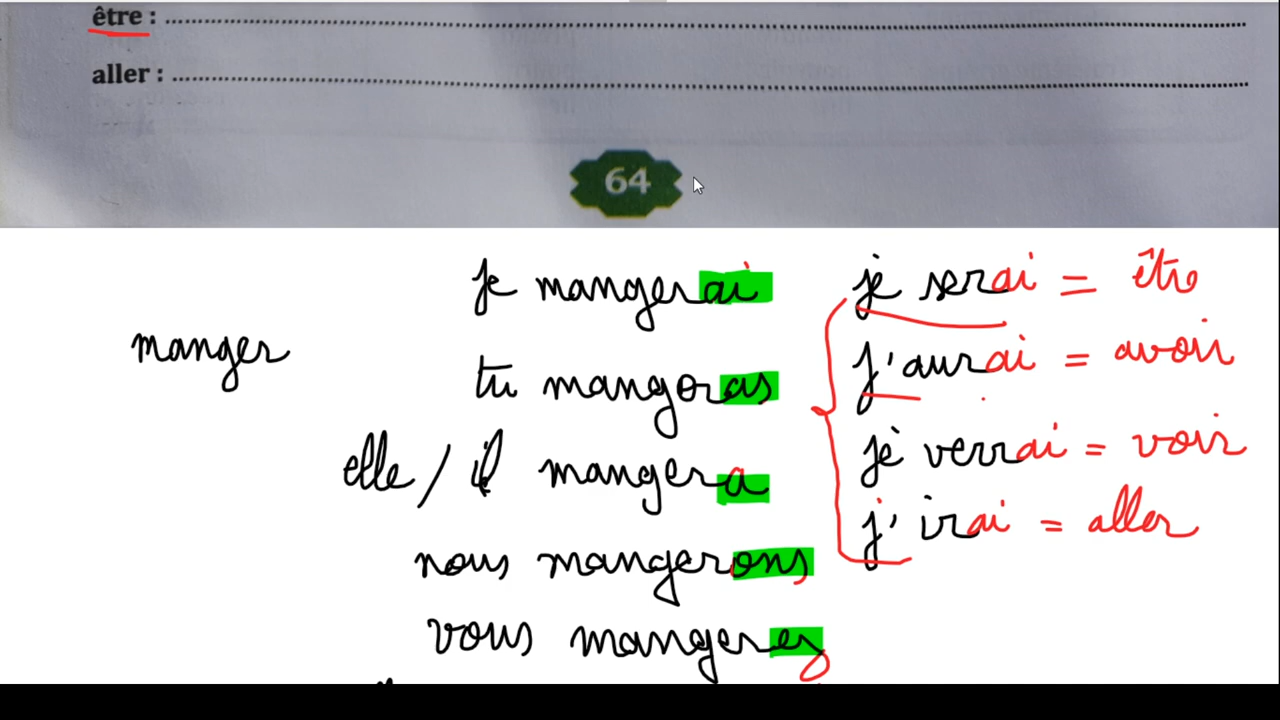 être : ........................................................................
aller : ........................................................................
64
je mangerai
je serai = être
manger
tu mangeras
j'aurai = avoir
elle / il mangera
je verrai = voir
nous mangerons
j'irai = aller
vous mangerez